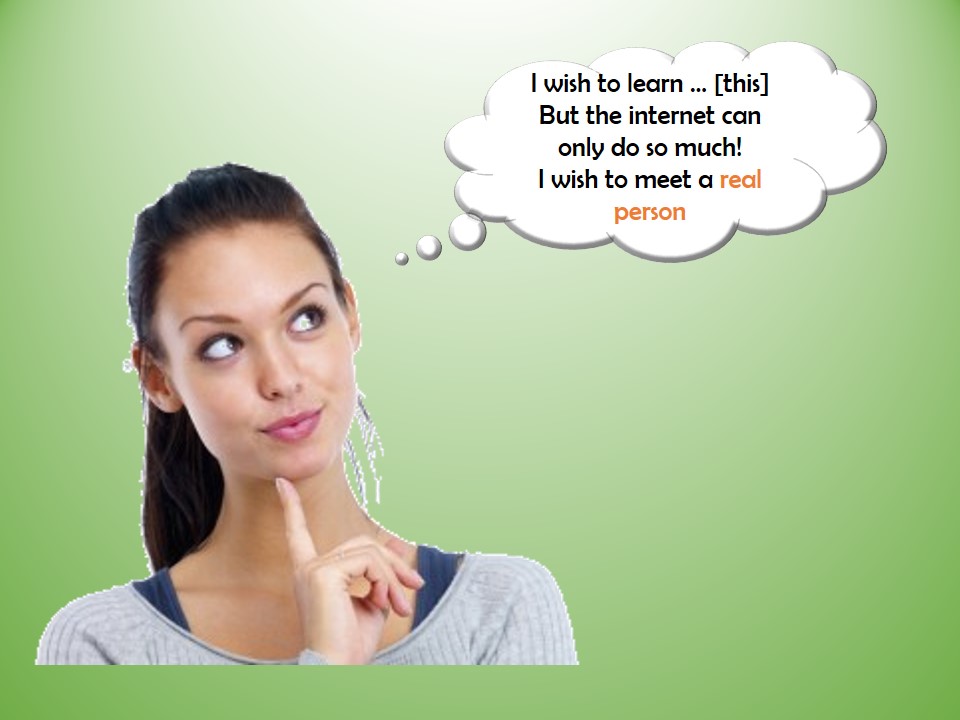 I wish to learn ... [this]
But the internet can
only do so much!
I wish to meet a real
person